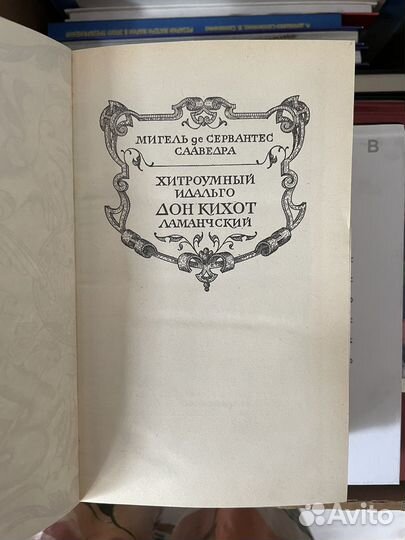 МИГЕЛЬ де СЕРВАНТЕС
СААВЕДРА
ХИТРОУМНЫЙ
ИДАЛЬГО
ДОН КИХОТ
ЛАМАНЧСКИЙ
В
Avito